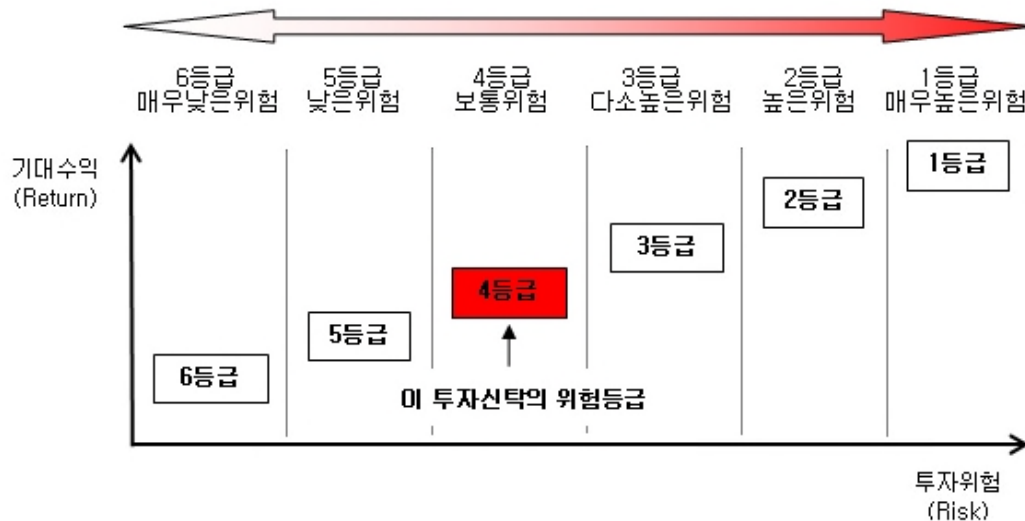 6등급
매우낮은위험
5등급
낮은위험
4등급
보통위험
3등급
다소높은위험
2등급
높은위험
1등급
매우높은위험
기대수익
(Return)
1등급
2등급
3등급
4등급
5등급
6등급
이 투자신탁의 위험등급
투자위험
(Risk)